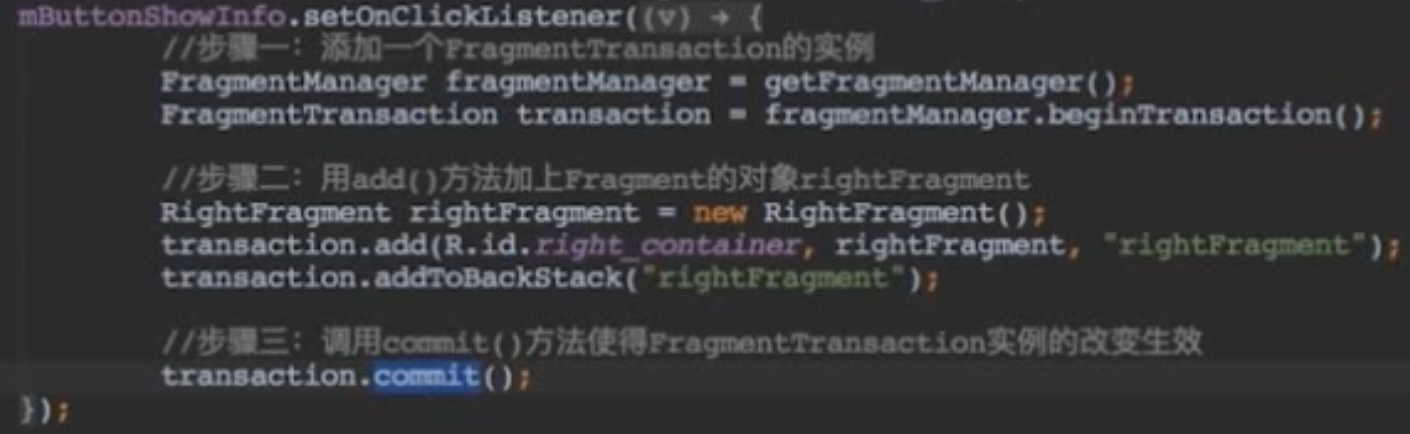 mButtonShowInfo.setOnClickListener((v) → {
//步骤一：添加一个FragmentTransaction的实例
FragmentManager fragmentManager = getFragmentManager();
FragmentTransaction transaction = fragmentManager.beginTransaction();
//步骤二：用add()方法加上Fragment的对象rightFragment
RightFragment rightFragment = new RightFragment();
transaction.add(R.id.right_container, rightFragment, "rightFragment");
transaction.addToBackStack("rightFragment");
//步骤三：调用commit()方法使得FragmentTransaction实例的改变生效
transaction.commit();
});